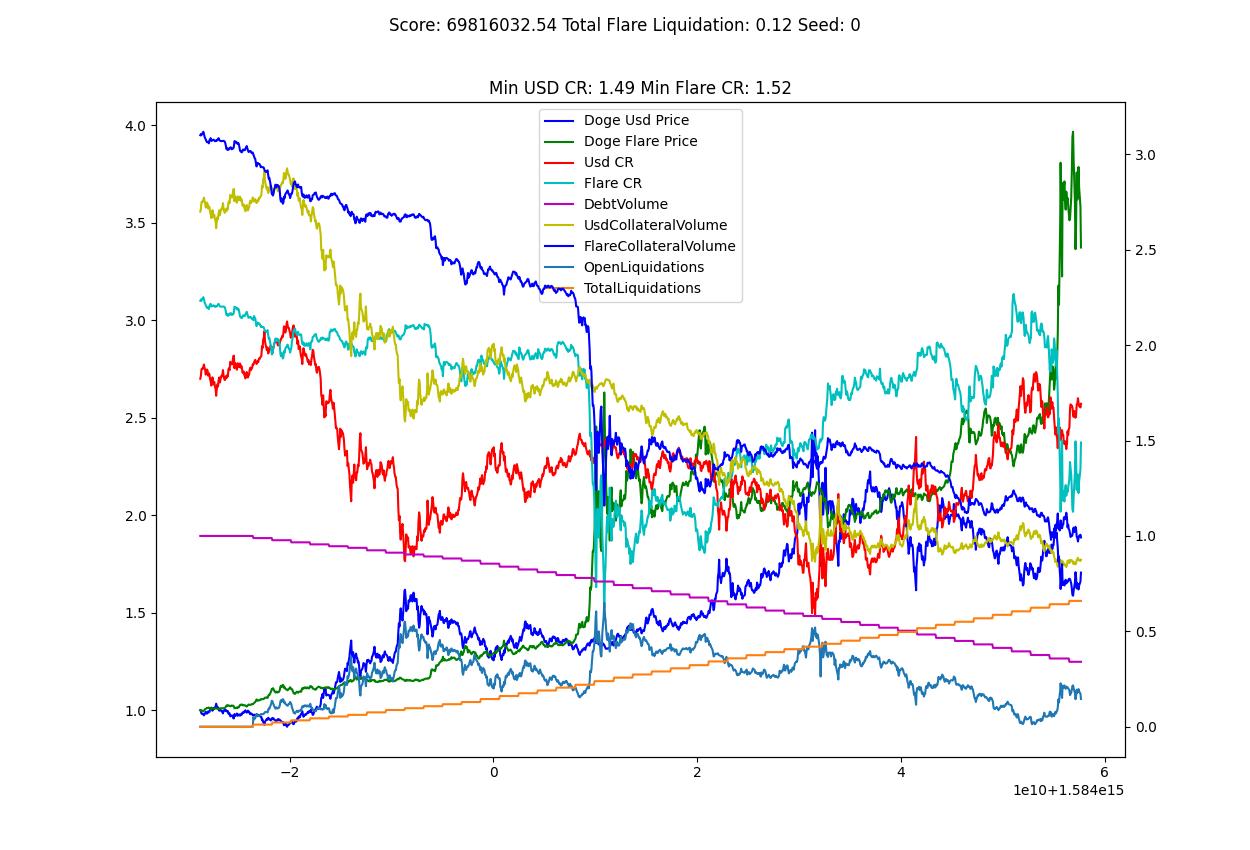 Score: 69816032.54 Total Flare Liquidation: 0.12 Seed: 0
Min USD CR: 1.49 Min Flare CR: 1.52
Doge Usd Price
Doge Flare Price
Usd CR
Flare CR
DebtVolume
UsdCollateralVolume
FlareCollateralVolume
OpenLiquidations
TotalLiquidations
4.0
3.5
3.0
2.5
2.0
1.5
1.0
3.0
2.5
2.0
1.5
1.0
0.5
0.0
−2
0
2
4
6
1e10+1.584e15